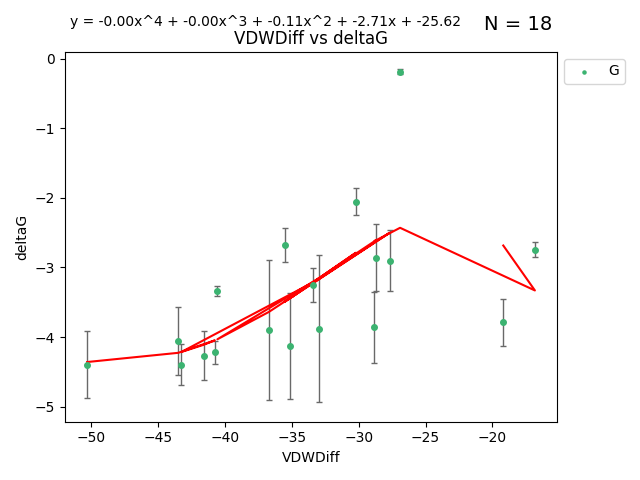 y = -0.00x^4 + -0.00x^3 + -0.11x^2 + -2.71x + -25.62
N = 18
VDWDiff vs deltaG
G
deltaG
0
−1
−2
−3
−4
−5
−50
−45
−40
−35
−30
−25
−20
VDWDiff